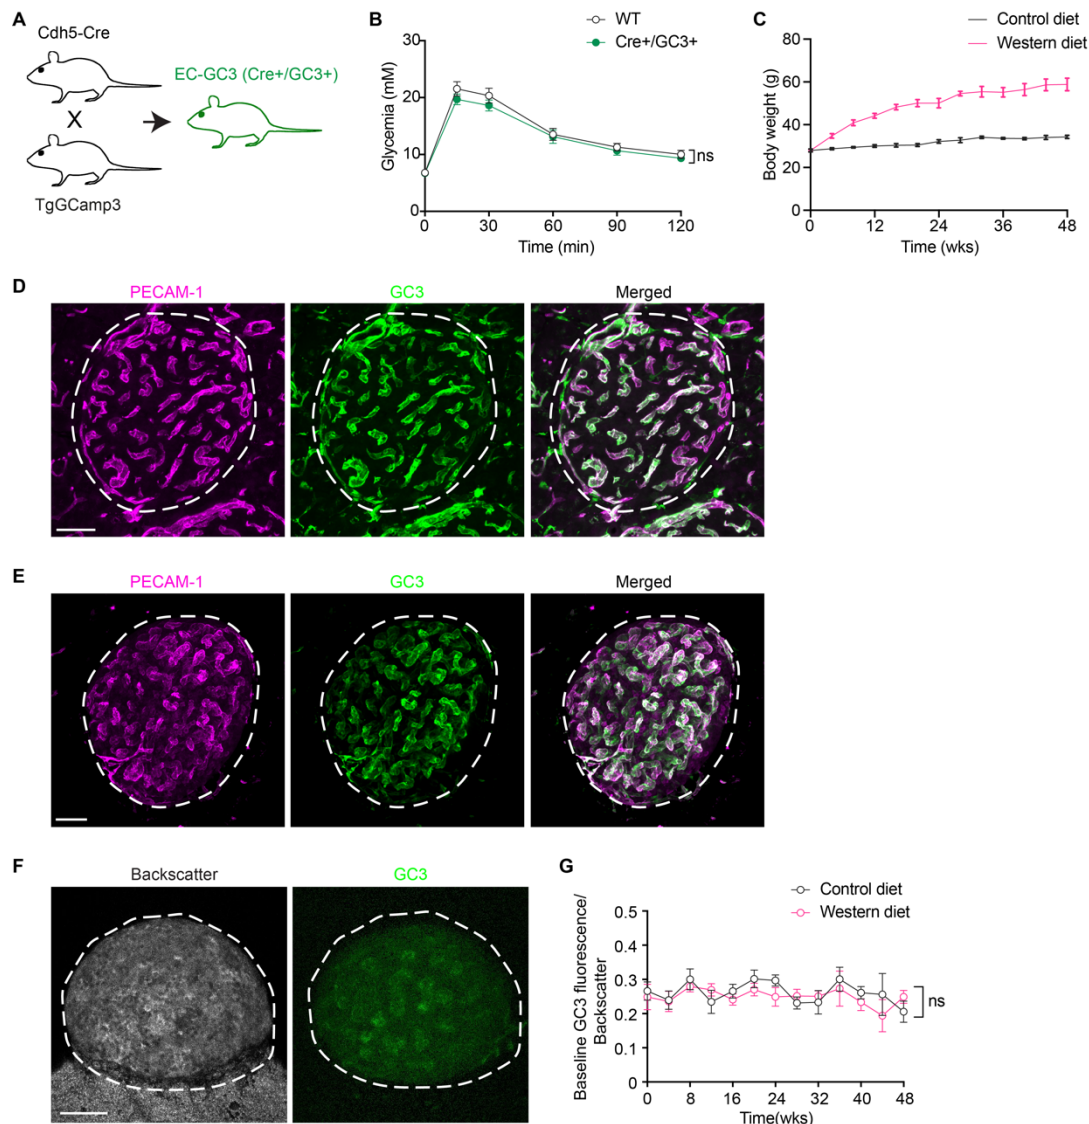 A
Cdh5-Cre
X
TgGCamp3
EC-GC3 (Cre+/GC3+)
B
WT
Cre+/GC3+
Glycemia (mM)
30
20
10
0
0 30 60 90 120
Time (min)
ns
C
Control diet
Western diet
Body weight (g)
80
60
40
20
0
0 12 24 36 48
Time (wks)
D
PECAM-1 GC3 Merged
E
PECAM-1 GC3 Merged
F
Backscatter GC3
G
Control diet
Western diet
Baseline GC3 fluorescence/
Backscatter
0.5
0.4
0.3
0.2
0.1
0
0 8 16 24 32 40 48
Time(wks)
ns